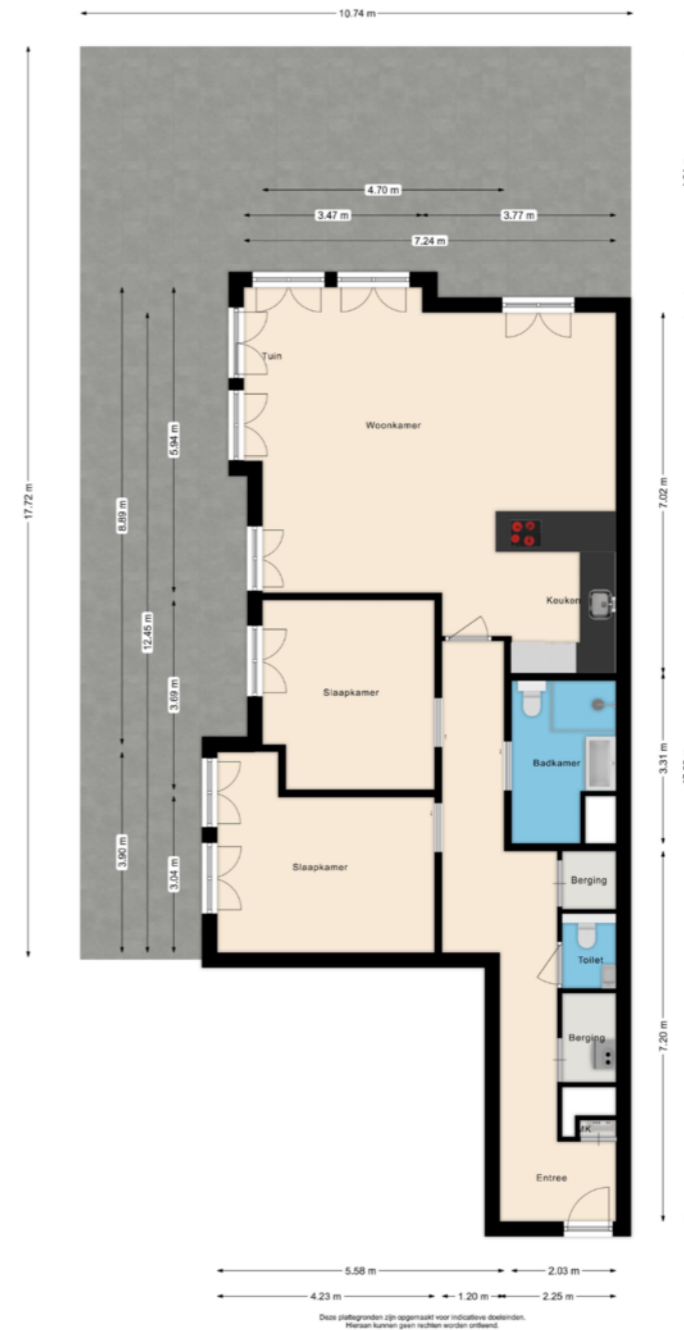 10.74 m
4.70 m
3.47 m
3.77 m
7.24 m
Tuin
Woonkamer
5.94 m
17.72 m
8.89 m
7.02 m
12.45 m
Keuken
3.69 m
Slaapkamer
3.31 m
Badkamer
3.90 m
3.04 m
Slaapkamer
Berging
Toilet
7.20 m
Berging
MK
Entree
5.58 m
2.03 m
4.23 m
1.20 m
2.25 m
Deze plattegronden zijn opgemaakt voor indicatieve doeleinden.
Hieraan kunnen geen rechten worden ontleend.